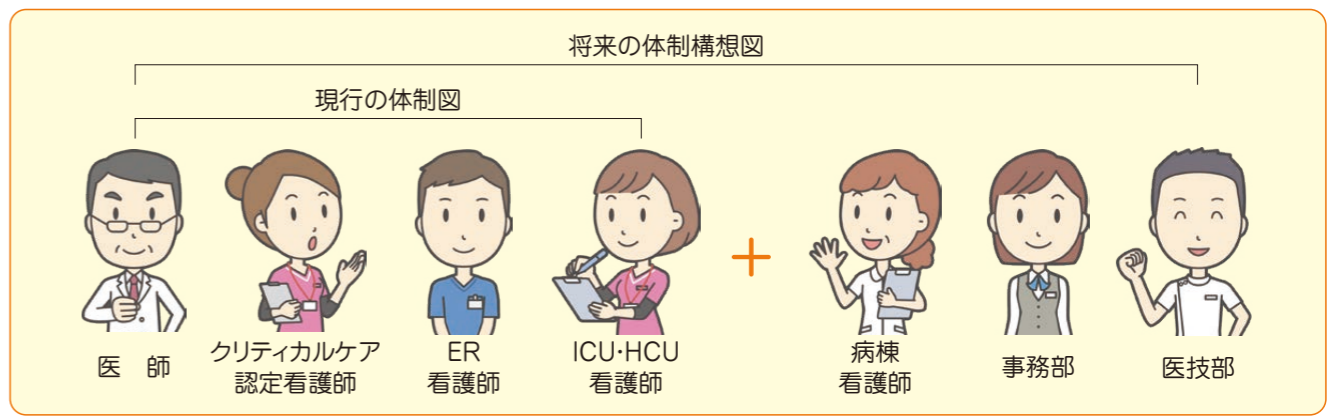 将来の体制構想図
現行の体制図
医 師
クリティカルケア
認定看護師
ER
看護師
ICU・HCU
看護師
+
病棟
看護師
事務部
医技部